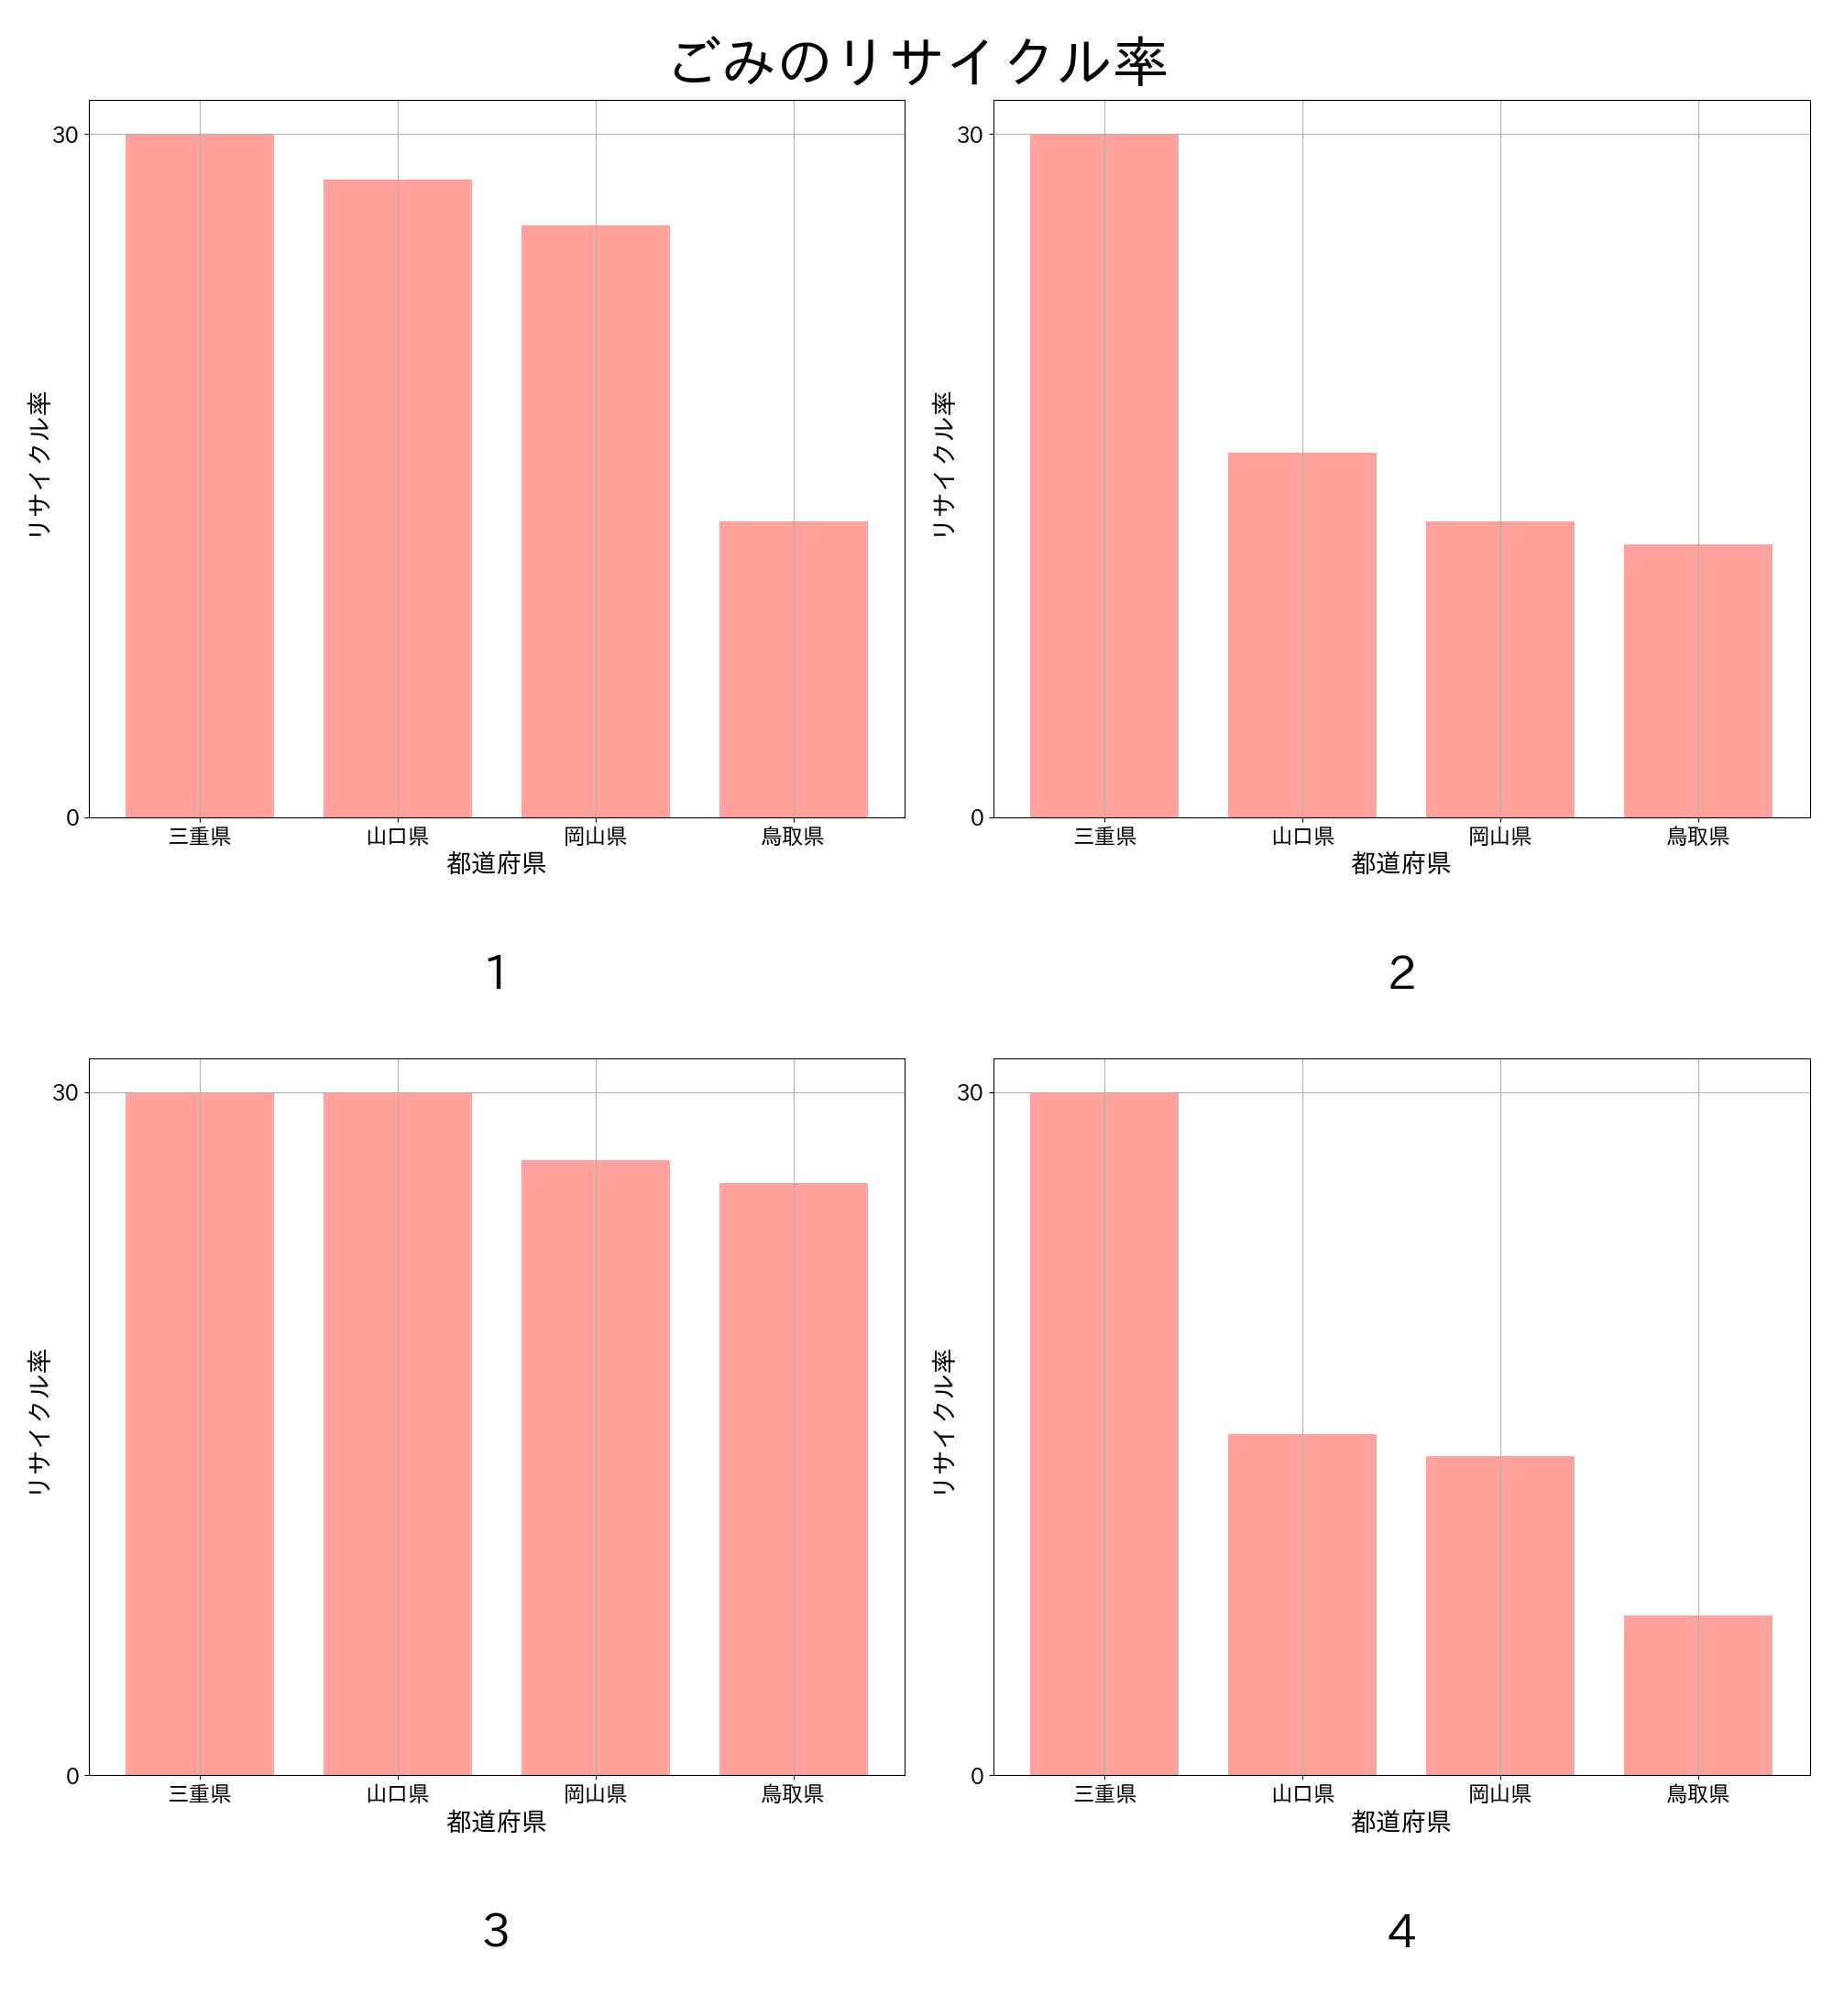 ごみのリサイクル率
30
0
リサイクル率
三重県 山口県 岡山県 鳥取県
都道府県
1
30
0
リサイクル率
三重県 山口県 岡山県 鳥取県
都道府県
2
30
0
リサイクル率
三重県 山口県 岡山県 鳥取県
都道府県
3
30
0
リサイクル率
三重県 山口県 岡山県 鳥取県
都道府県
4